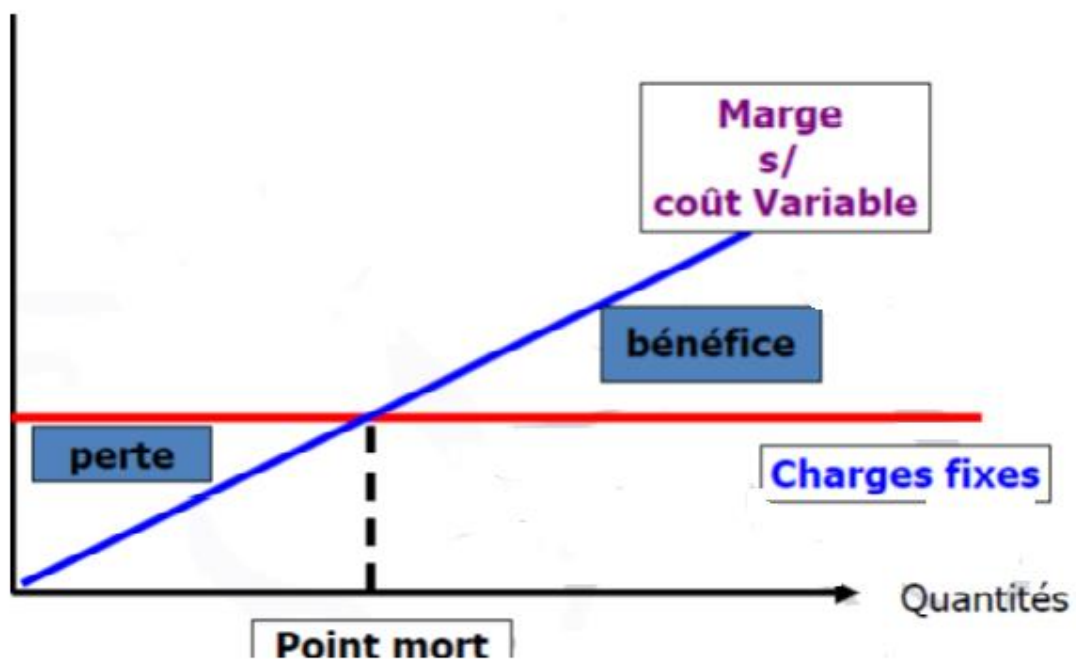 Marge
s/
coût Variable
bénéfice
perte
Charges fixes
Quantités
Point mort